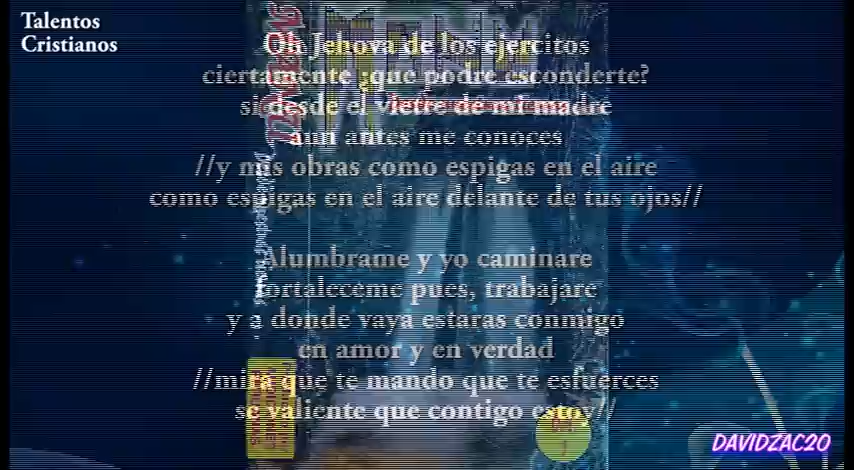 Talentos
Cristianos
Oh Jehova de los ejercitos
ciertamente ¿que podre esconderte?
si desde el vietre de mi madre
aun antes me conoces
//y mis obras como espigas en el aire
como espigas en el aire delante de tus ojos//
Alumbrame y yo caminare
fortaleceme pues, trabajare
y a donde vaya estaras conmigo
en amor y en verdad
//mira que te mando que te esfuerces
se valiente que contigo estoy//
DAVIDZAC20